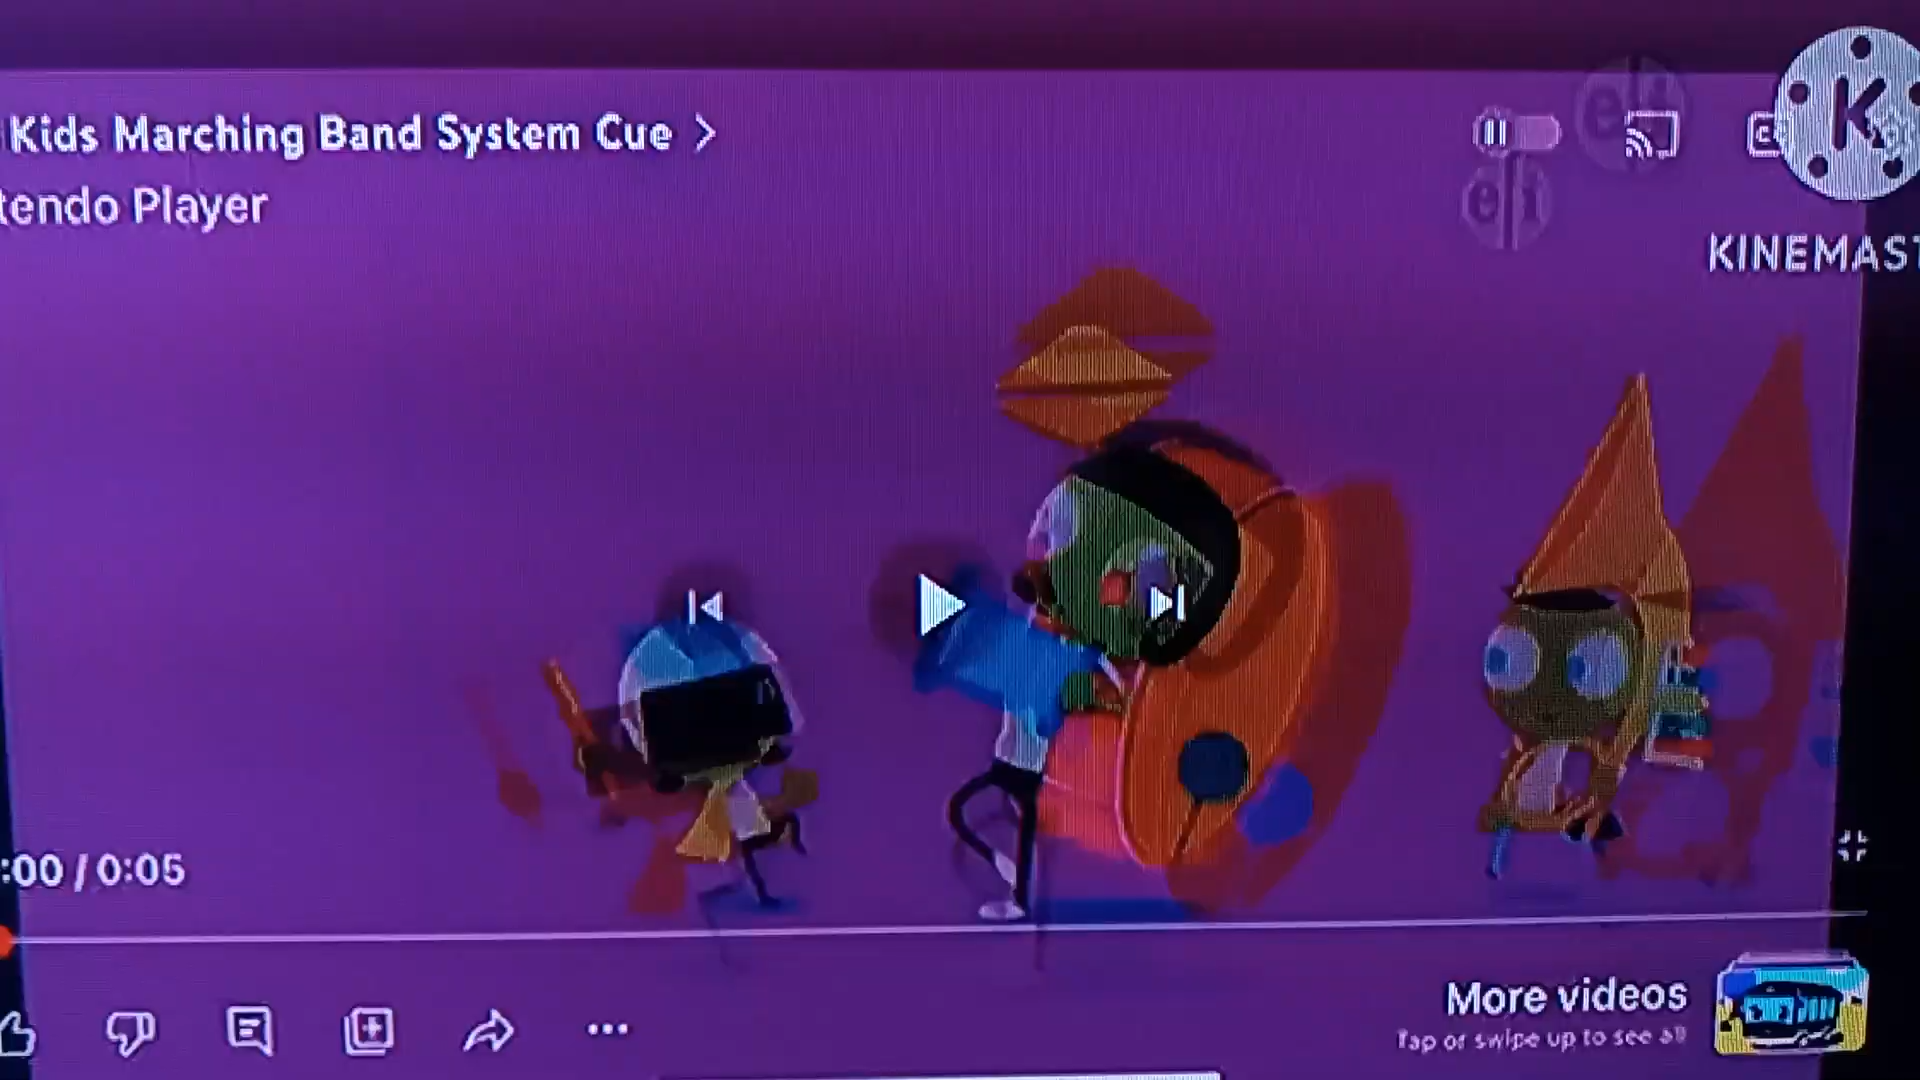 Kids Marching Band System Cue
tendo Player
e/i
e/i
KINEMAST
:00 / 0:05
More videos
Tap or swipe up to see all